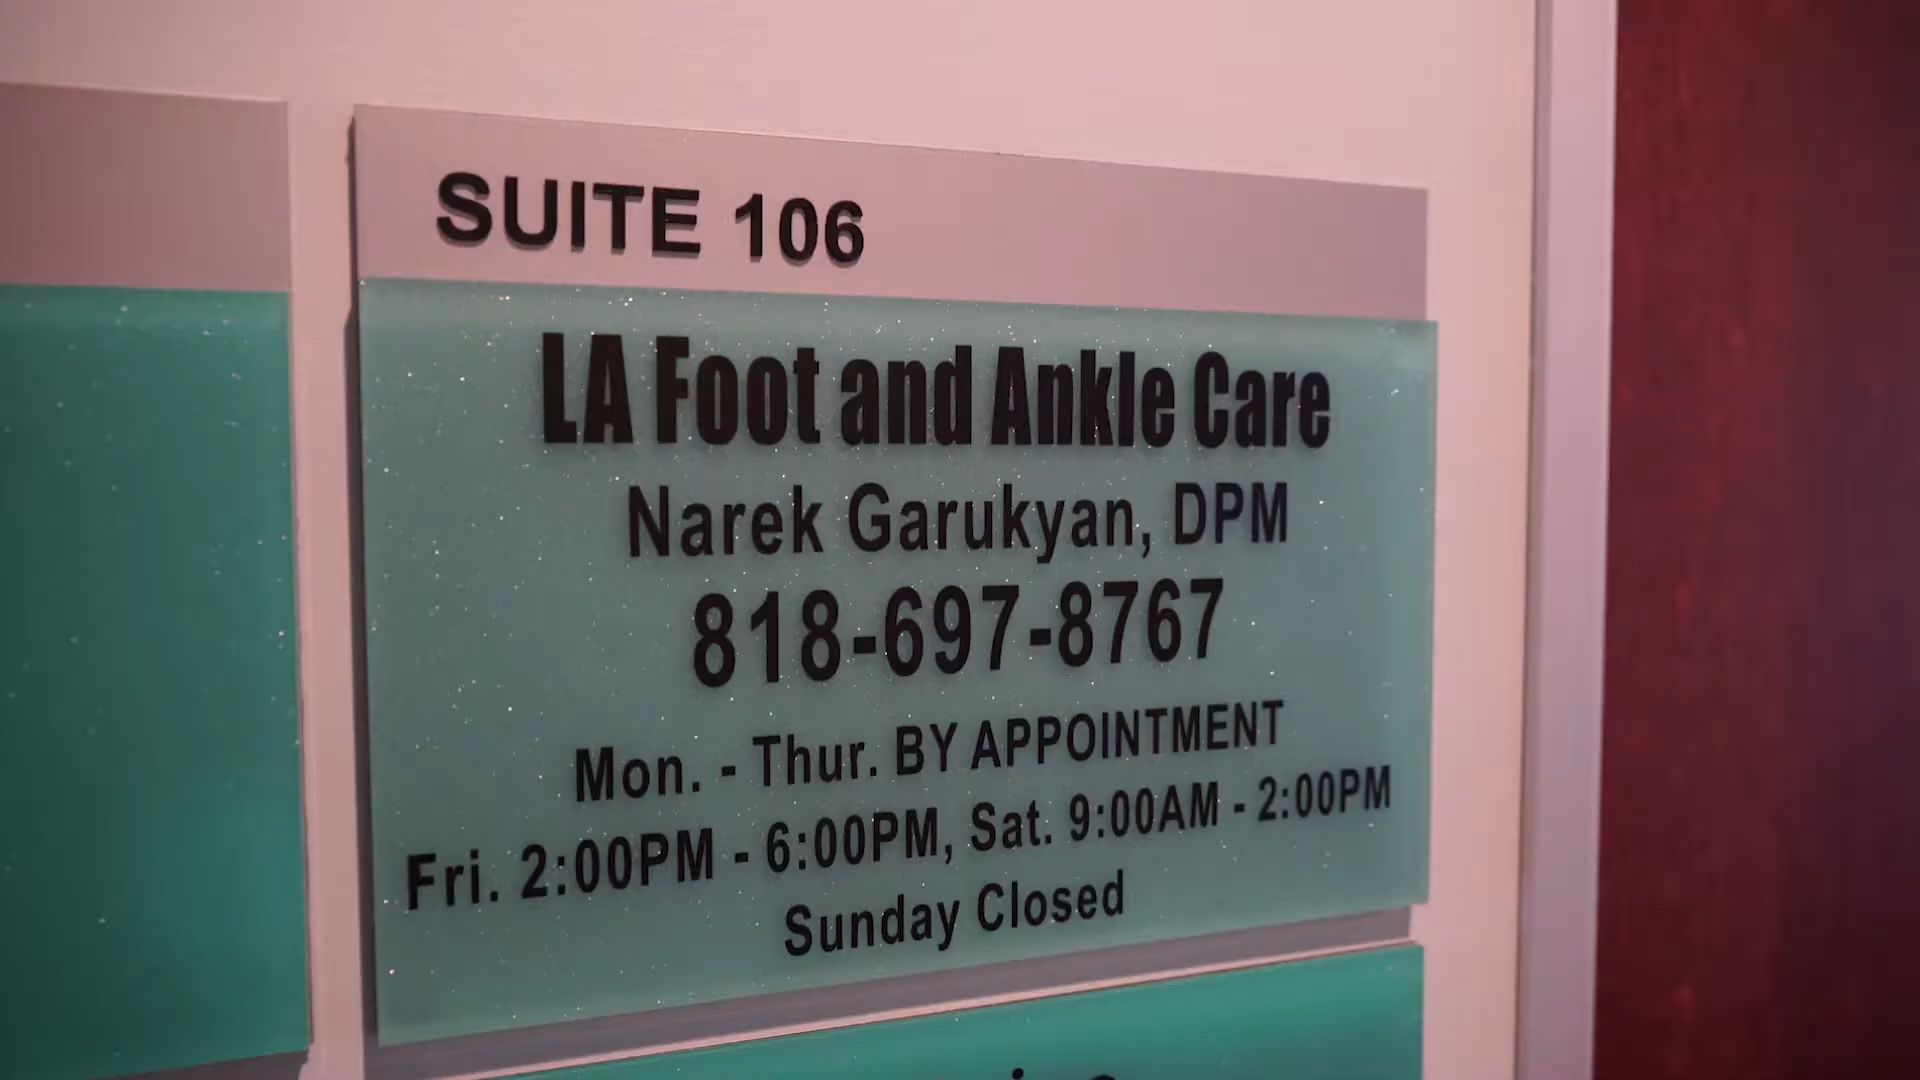 SUITE 106
LA Foot and Ankle Care
Narek Garukyan, DPM
818-697-8767
Mon. - Thur. BY APPOINTMENT
Fri. 2:00PM - 6:00PM, Sat. 9:00AM - 2:00PM
Sunday Closed